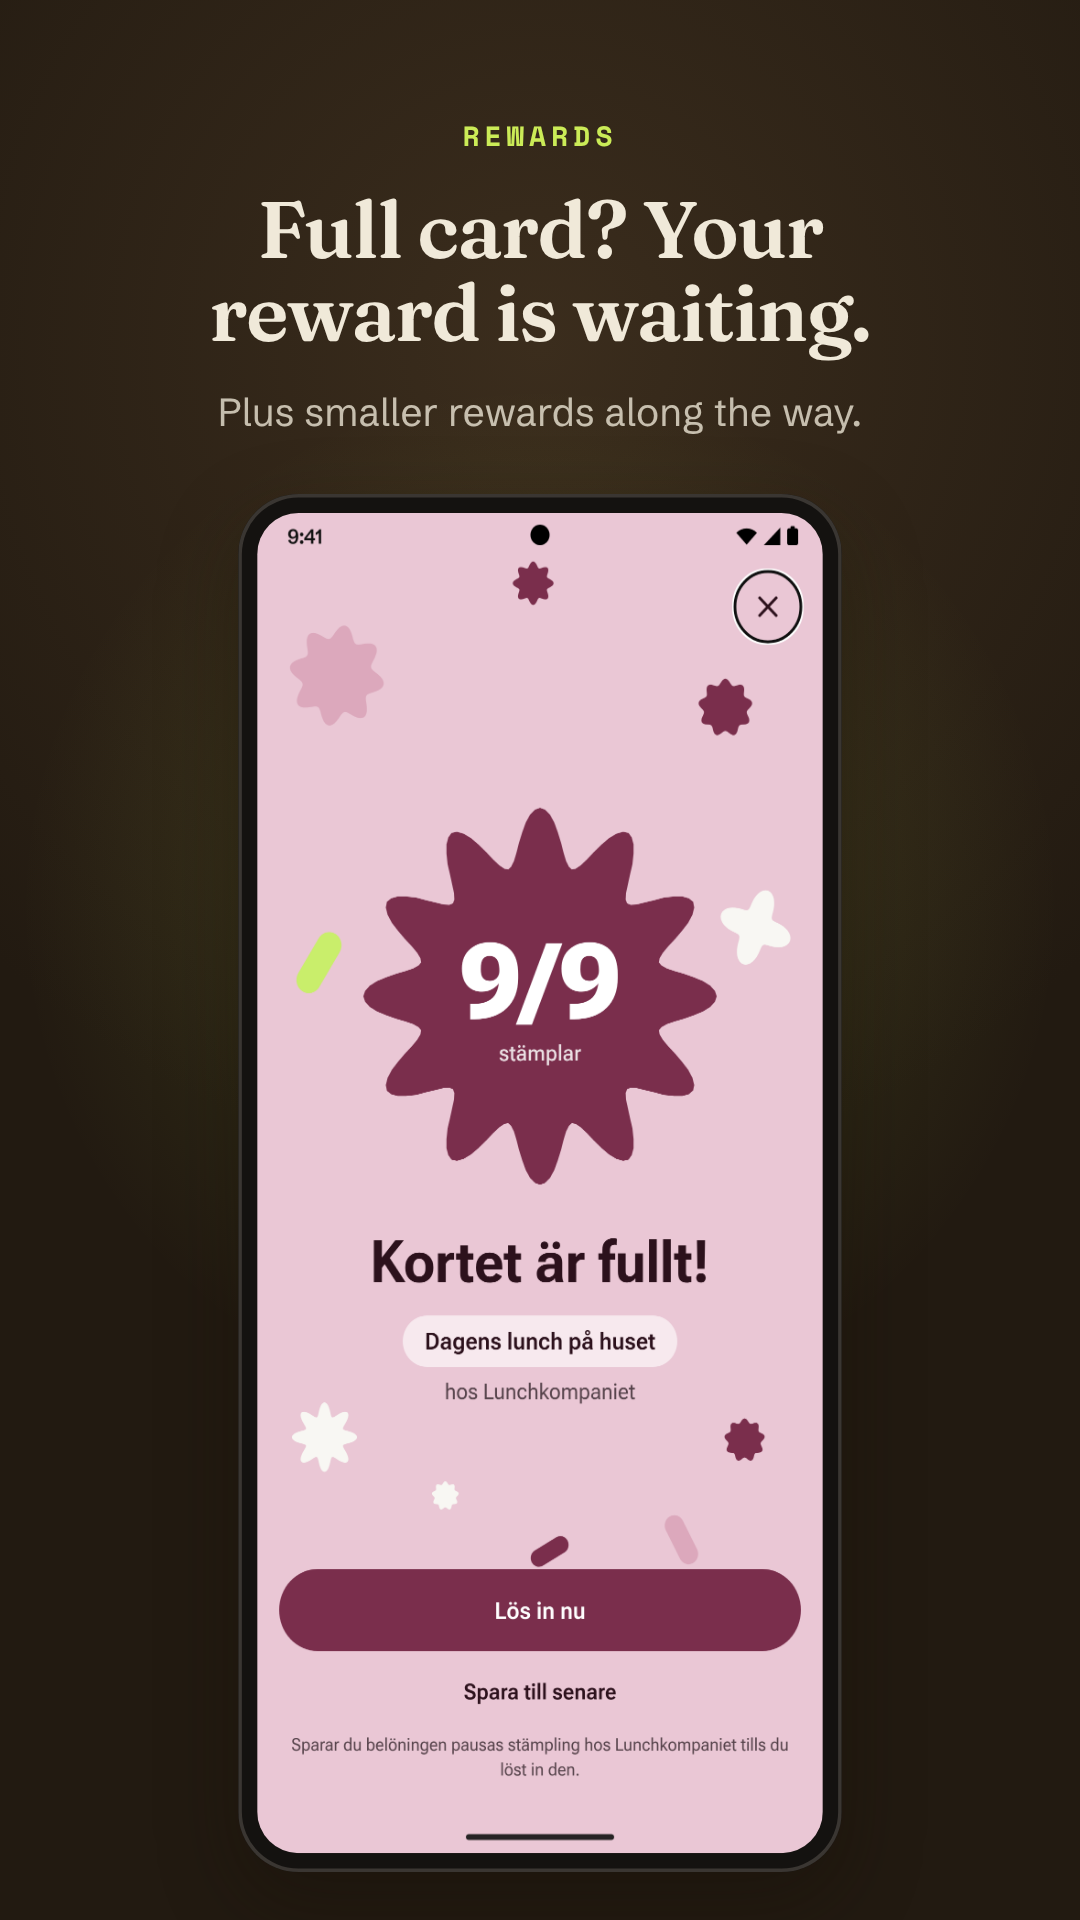 REWARDS
Full card? Your
reward is waiting.
Plus smaller rewards along the way.
9:41
9/9
stämplar
Kortet är fullt!
Dagens lunch på huset
hos Lunchkompaniet
Lös in nu
Spara till senare
Sparar du belöningen pausas stämpling hos Lunchkompaniet tills du
löst in den.